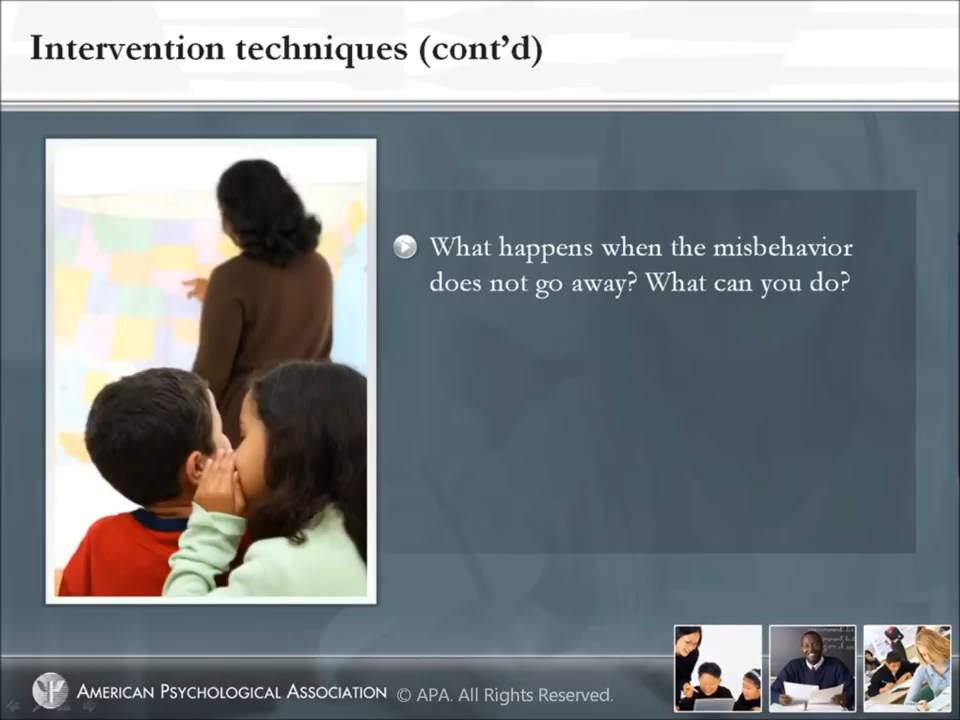 Intervention techniques (cont’d)
What happens when the misbehavior
does not go away? What can you do?
AMERICAN PSYCHOLOGICAL ASSOCIATION © APA. All Rights Reserved.